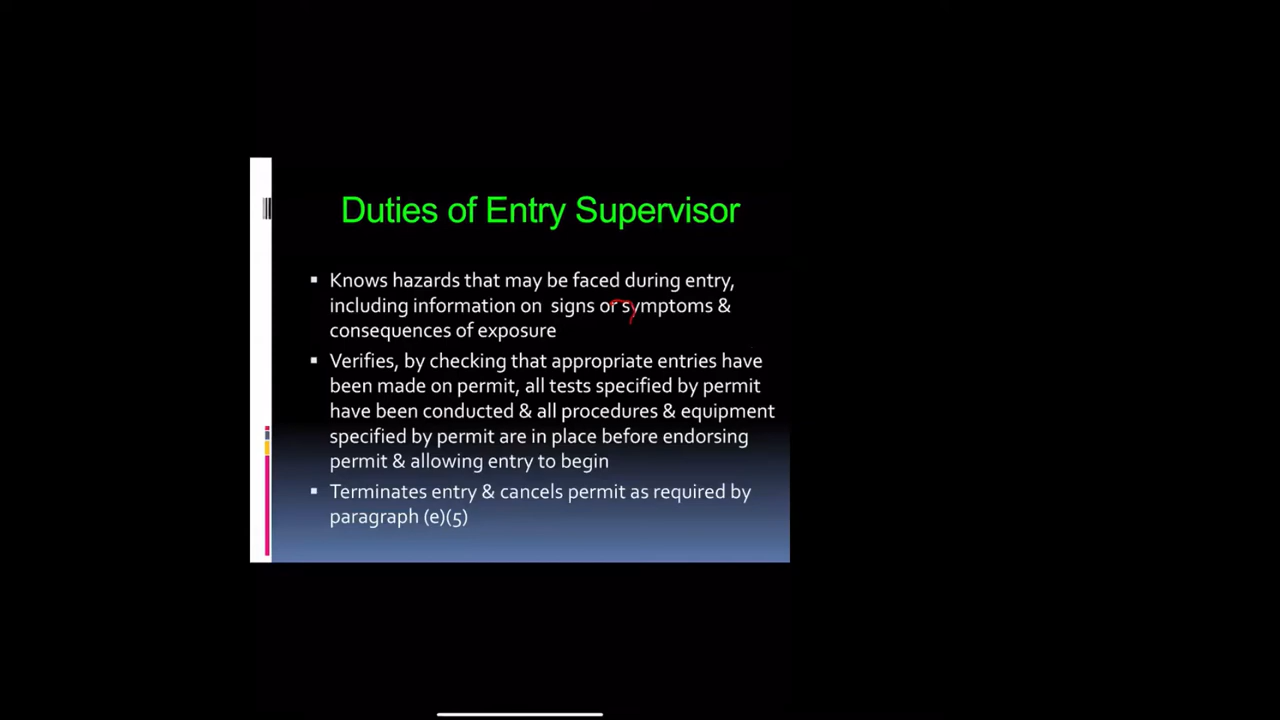 Duties of Entry Supervisor
▪ Knows hazards that may be faced during entry,
including information on signs or symptoms &
consequences of exposure
▪ Verifies, by checking that appropriate entries have
been made on permit, all tests specified by permit
have been conducted & all procedures & equipment
specified by permit are in place before endorsing
permit & allowing entry to begin
▪ Terminates entry & cancels permit as required by
paragraph (e)(5)